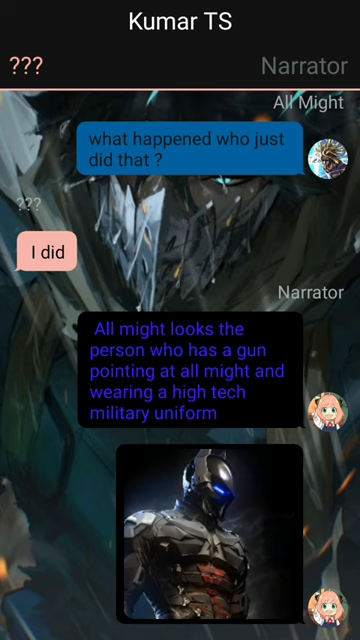 Kumar TS
???
Narrator
All Might
what happened who just
did that ?
???
I did
Narrator
All might looks the
person who has a gun
pointing at all might and
wearing a high tech
military uniform